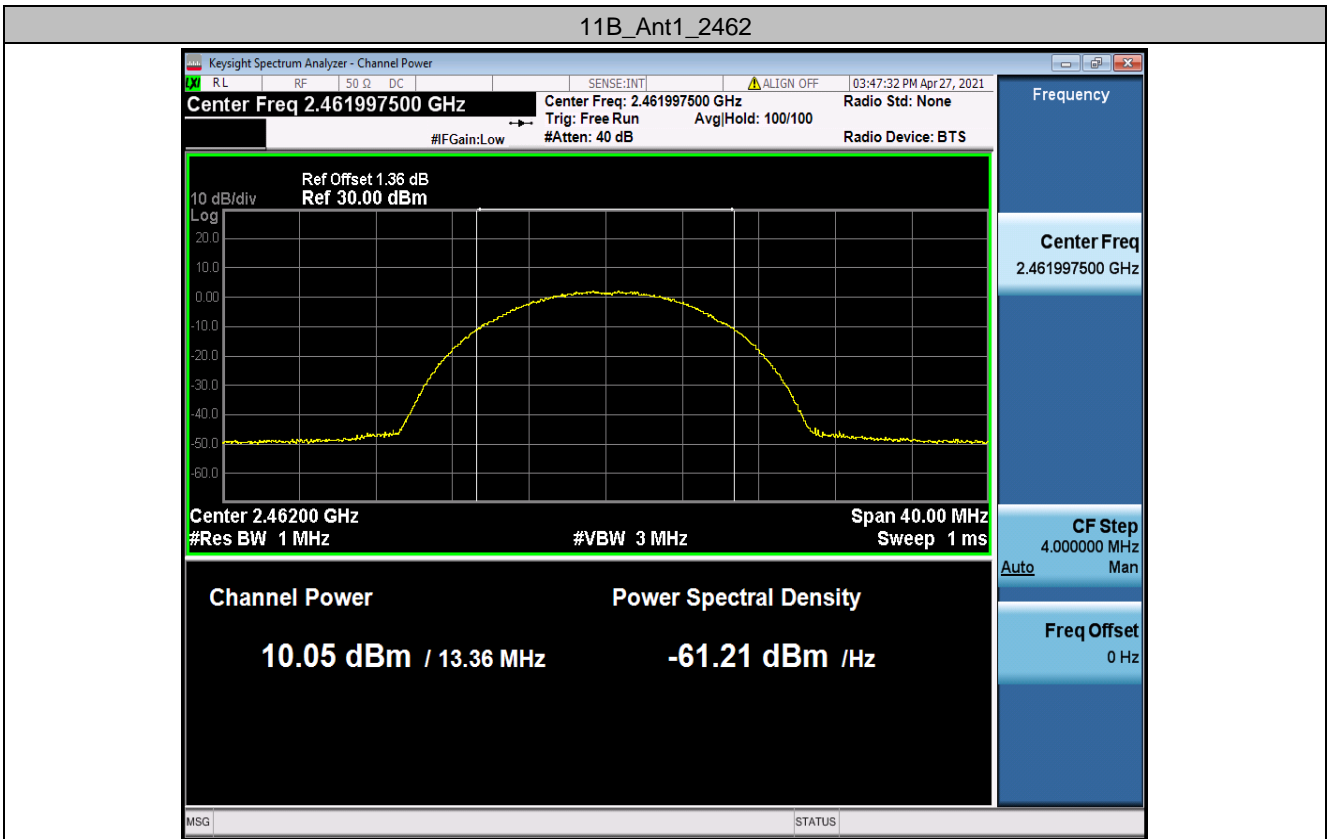 11B_Ant1_2462
Keysight Spectrum Analyzer - Channel Power
LXI RL RF 50 Ω DC SENSE:INT ALIGN OFF 03:47:32 PM Apr 27, 2021
Center Freq 2.461997500 GHz
#IFGain:Low
Center Freq: 2.461997500 GHz
Trig: Free Run Avg|Hold: 100/100
#Atten: 40 dB
Radio Std: None
Radio Device: BTS
Ref Offset 1.36 dB
10 dB/div Ref 30.00 dBm
Log
20.0
10.0
0.00
-10.0
-20.0
-30.0
-40.0
-50.0
-60.0
Center 2.46200 GHz Span 40.00 MHz
#Res BW 1 MHz #VBW 3 MHz Sweep 1 ms
Channel Power Power Spectral Density
10.05 dBm / 13.36 MHz -61.21 dBm /Hz
Frequency
Center Freq
2.461997500 GHz
CF Step
4.000000 MHz
Auto Man
Freq Offset
0 Hz
MSG STATUS